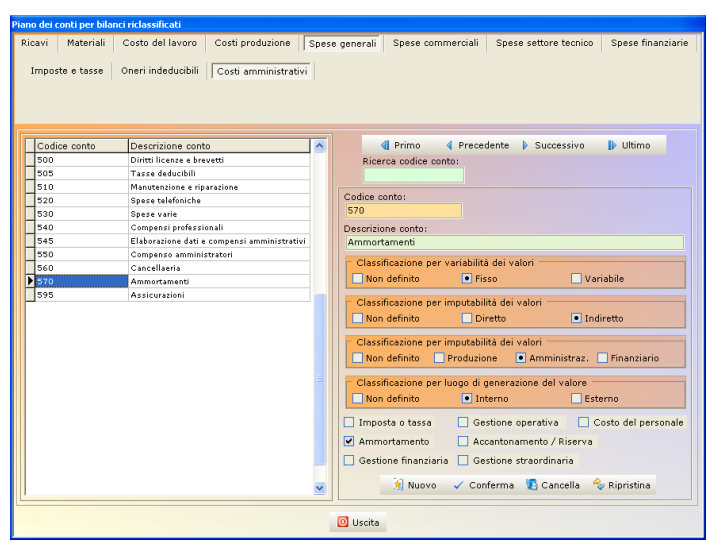 Piano dei conti per bilanci riclassificati
Ricavi Materiali Costo del lavoro Costi produzione Spese generali Spese commerciali Spese settore tecnico Spese finanziarie
Imposte e tasse Oneri indeducibili Costi amministrativi
Codice conto Descrizione conto
500 Diritti licenze e brevetti
505 Tasse deducibili
510 Manutenzione e riparazione
520 Spese telefoniche
530 Spese varie
540 Compensi professionali
545 Elaborazione dati e compensi amministrativi
550 Compenso amministratori
560 Cancellaeria
570 Ammortamenti
595 Assicurazioni
Primo Precedente Successivo Ultimo
Ricerca codice conto:
Codice conto:
570
Descrizione conto:
Ammortamenti
Classificazione per variabilità dei valori
Non definito Fisso Variabile
Classificazione per imputabilità dei valori
Non definito Diretto Indiretto
Classificazione per imputabilità dei valori
Non definito Produzione Amministraz. Finanziario
Classificazione per luogo di generazione del valore
Non definito Interno Esterno
Imposta o tassa Gestione operativa Costo del personale
Ammortamento Accantonamento / Riserva
Gestione finanziaria Gestione straordinaria
Nuovo Conferma Cancella Ripristina
Uscita